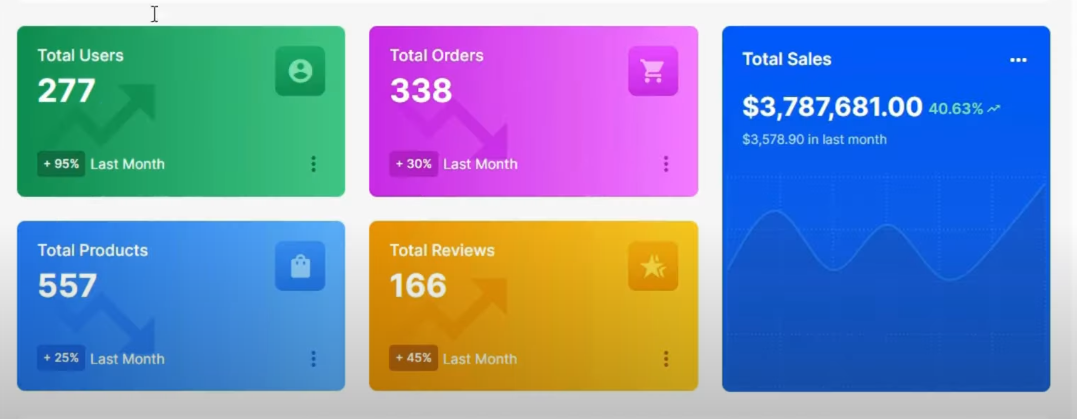 Total Users
277
+ 95% Last Month
Total Orders
338
+ 30% Last Month
Total Sales
$3,787,681.00 40.63%
$3,578.90 in last month
Total Products
557
+ 25% Last Month
Total Reviews
166
+ 45% Last Month